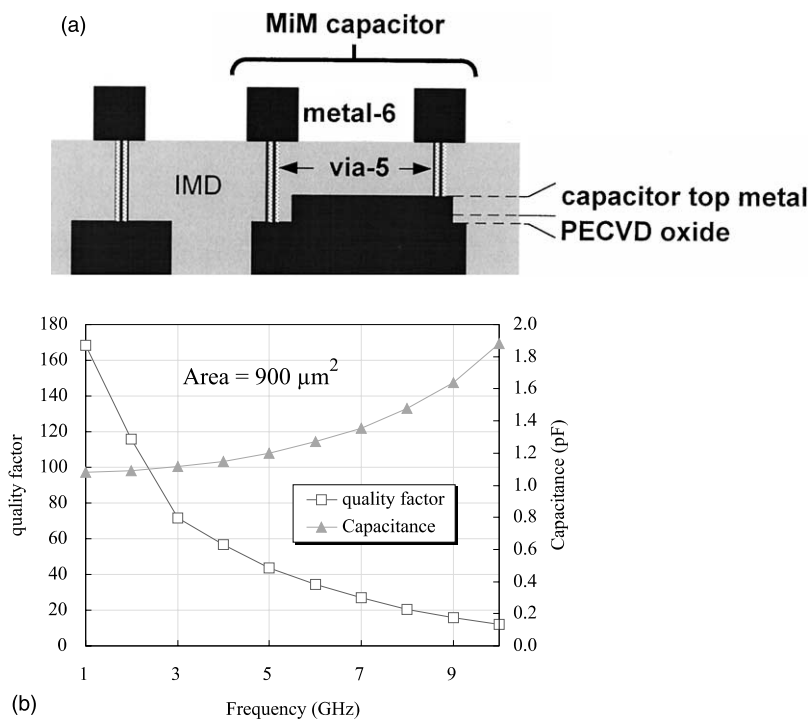 (a)
MiM capacitor
metal-6
via-5
IMD
capacitor top metal
PECVD oxide
180
160
140
120
100
80
60
40
20
0
quality factor
2.0
1.8
1.6
1.4
1.2
1.0
0.8
0.6
0.4
0.2
0.0
Capacitance (pF)
Area = 900 µm²
quality factor
Capacitance
1
3
5
7
9
Frequency (GHz)
(b)